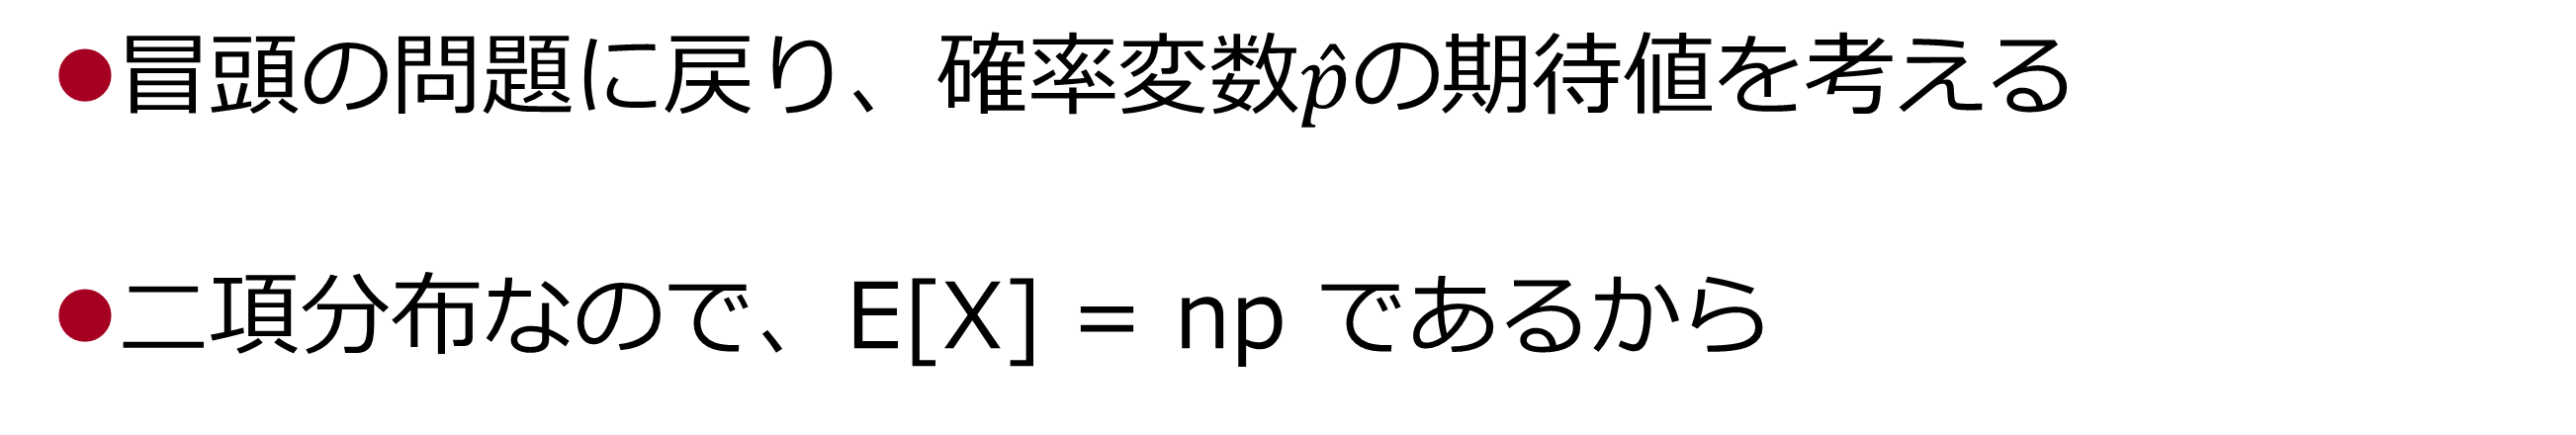 ●冒頭の問題に戻り、確率変数p̂の期待値を考える
●二項分布なので、E[X] = np であるから